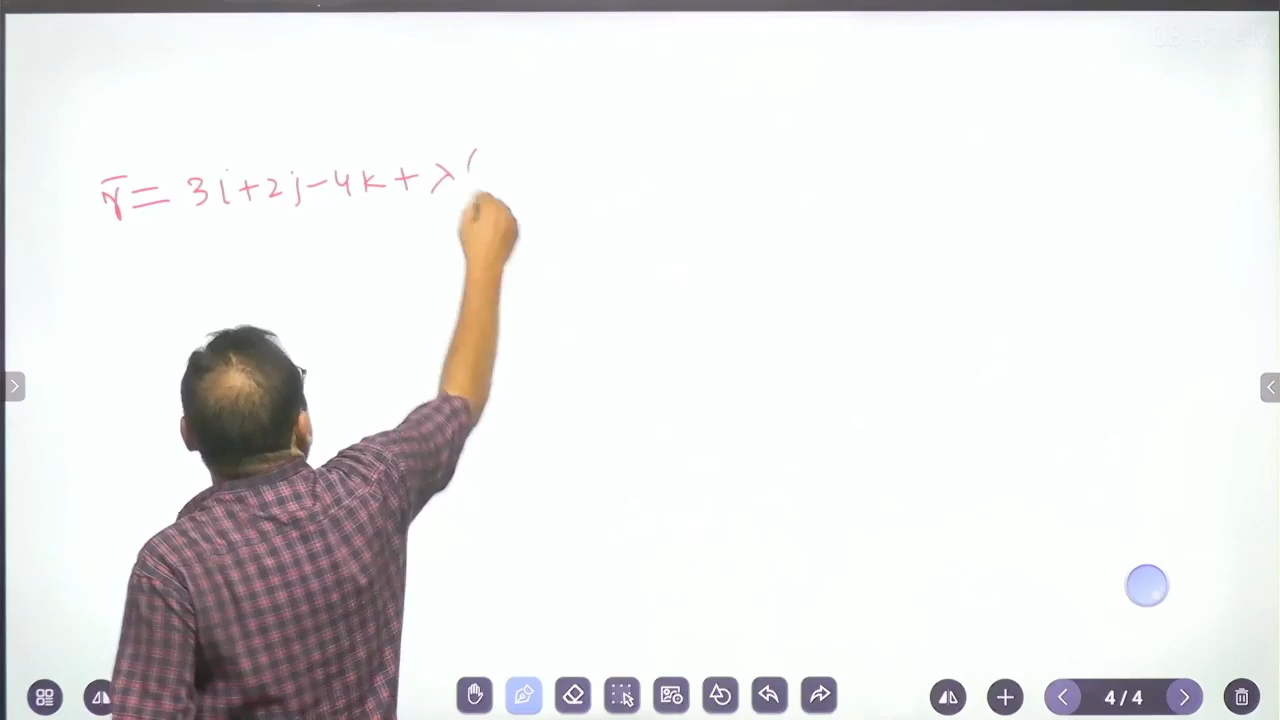 r̄ = 3i+2j-4k+ λ(
4 / 4